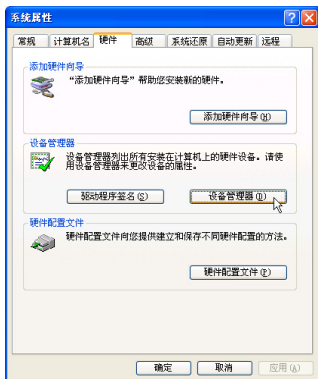 系统属性
常规 计算机名 硬件 高级 系统还原 自动更新 远程
添加硬件向导
“添加硬件向导”帮助您安装新的硬件。
添加硬件向导(H)
设备管理器
设备管理器列出所有安装在计算机上的硬件设备。请使
用设备管理器来更改设备的属性。
驱动程序签名(S) 设备管理器(D)
硬件配置文件
硬件配置文件向您提供建立和保存不同硬件配置的方法。
硬件配置文件(P)
确定 取消 应用(A)